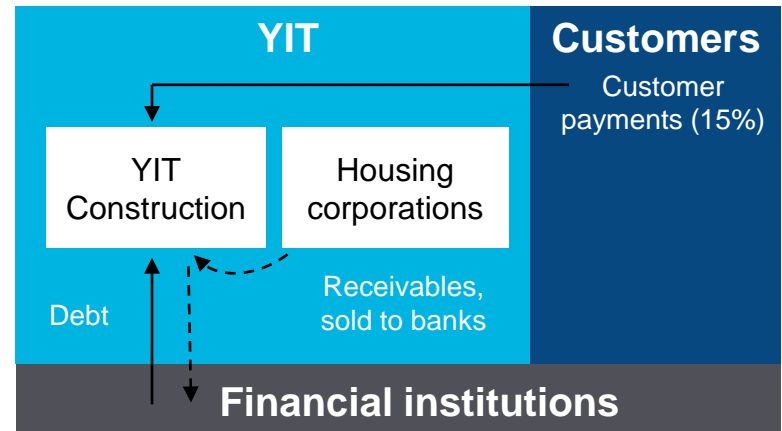 YIT
Customers
Customer
payments (15%)
YIT
Construction
Housing
corporations
Debt
Receivables,
sold to banks
Financial institutions